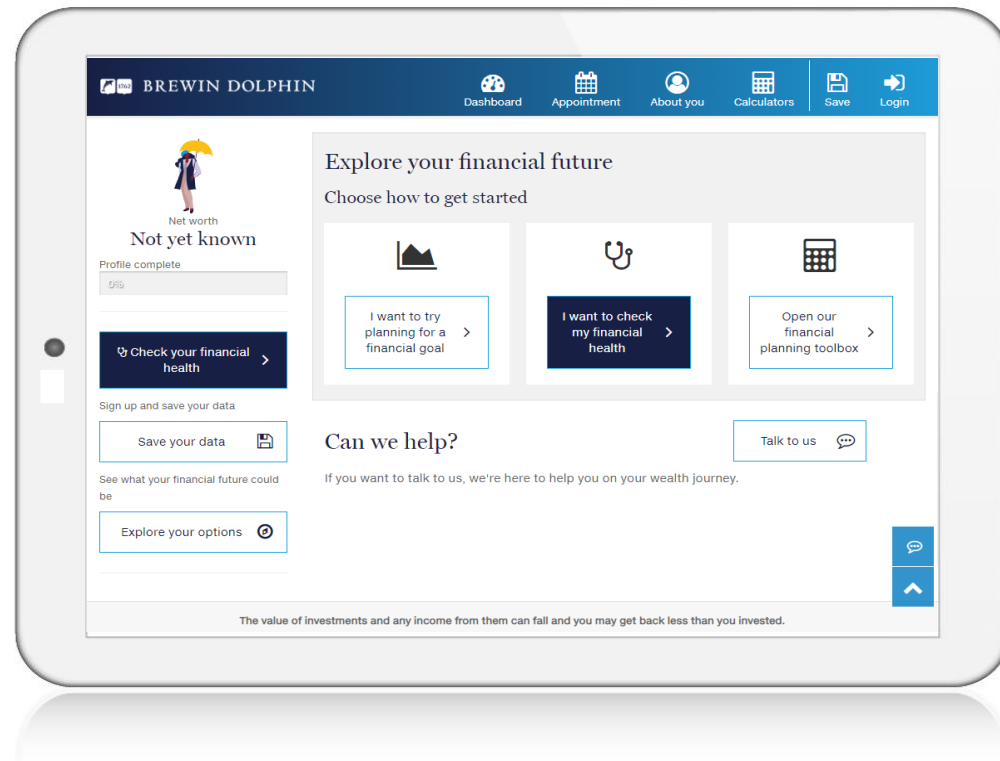 1762 BREWIN DOLPHIN
Dashboard
Appointment
About you
Calculators
Save
Login
Net worth
Not yet known
Profile complete
0%
Check your financial
health
Sign up and save your data
Save your data
See what your financial future could
be
Explore your options
Explore your financial future
Choose how to get started
I want to try
planning for a
financial goal
I want to check
my financial
health
Open our
financial
planning toolbox
Can we help?
Talk to us
If you want to talk to us, we're here to help you on your wealth journey.
The value of investments and any income from them can fall and you may get back less than you invested.